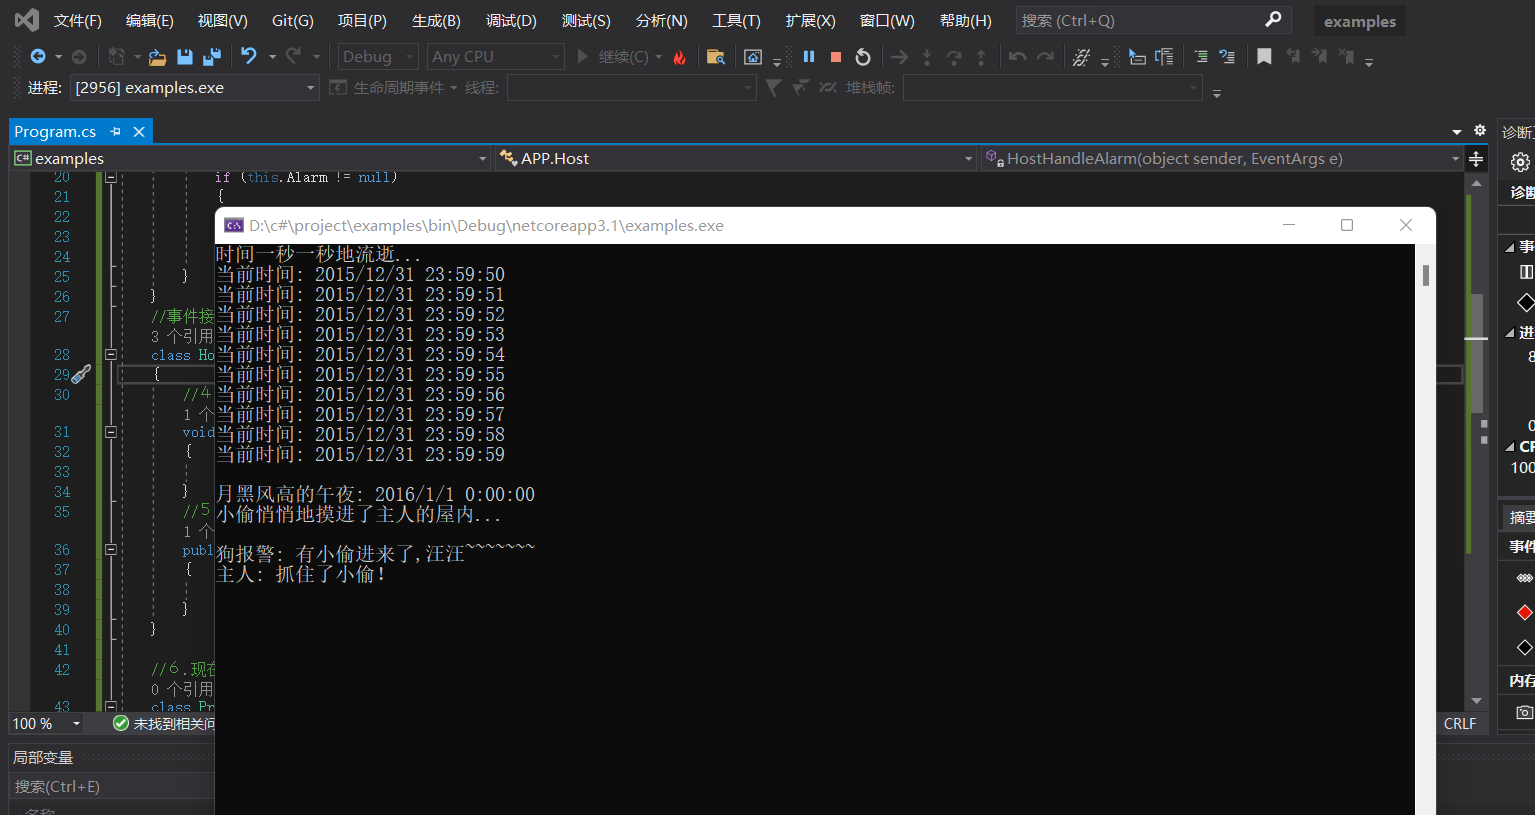 文件(F) 编辑(E) 视图(V) Git(G) 项目(P) 生成(B) 调试(D) 测试(S) 分析(N) 工具(T) 扩展(X) 窗口(W) 帮助(H) 搜索 (Ctrl+Q) examples
Debug Any CPU 继续(C)
进程: [2956] examples.exe 生命周期事件 线程: 堆栈帧:
Program.cs
诊断
C# examples APP.Host HostHandleAlarm(object sender, EventArgs e)
诊断
20 if (this.Alarm != null)
21 {
22
23
24
25 }
26 }
27 //事件接
3 个引用
28 class Ho
29 {
30 //4
1 个
31 void
32 {
33
34 }
35 //5
1 个
36 publ
37 {
38
39 }
40 }
41
42 //6.现在
0 个引用
43 class Pr
D:\c#\project\examples\bin\Debug\netcoreapp3.1\examples.exe
时间一秒一秒地流逝...
当前时间: 2015/12/31 23:59:50
当前时间: 2015/12/31 23:59:51
当前时间: 2015/12/31 23:59:52
当前时间: 2015/12/31 23:59:53
当前时间: 2015/12/31 23:59:54
当前时间: 2015/12/31 23:59:55
当前时间: 2015/12/31 23:59:56
当前时间: 2015/12/31 23:59:57
当前时间: 2015/12/31 23:59:58
当前时间: 2015/12/31 23:59:59
月黑风高的午夜: 2016/1/1 0:00:00
小偷悄悄地摸进了主人的屋内...
狗报警: 有小偷进来了,汪汪~~~~~~~
主人: 抓住了小偷!
事
进
8
0
CP
100
摘要
事件
内存
100 % 未找到相关问
CRLF
局部变量
搜索(Ctrl+E)
名称